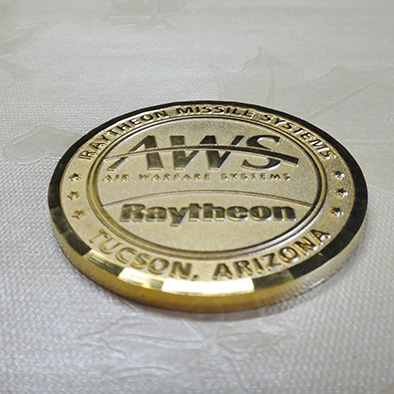 RAYTHEON MISSILE SYSTEMS
AWS
AIR WARFARE SYSTEMS
Raytheon
TUCSON, ARIZONA